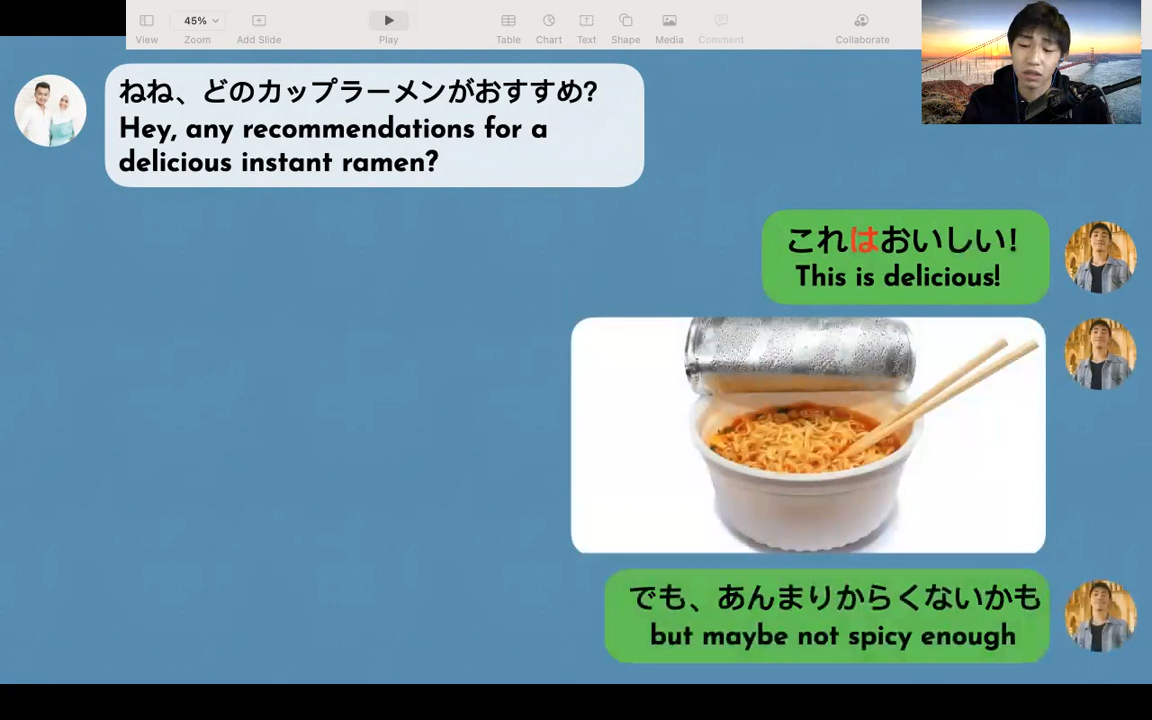 45%
View
Zoom
Add Slide
Play
Table
Chart
Text
Shape
Media
Comment
Collaborate
ねね、どのカップラーメンがおすすめ?
Hey, any recommendations for a
delicious instant ramen?
これはおいしい!
This is delicious!
でも、あんまりからくないかも
but maybe not spicy enough